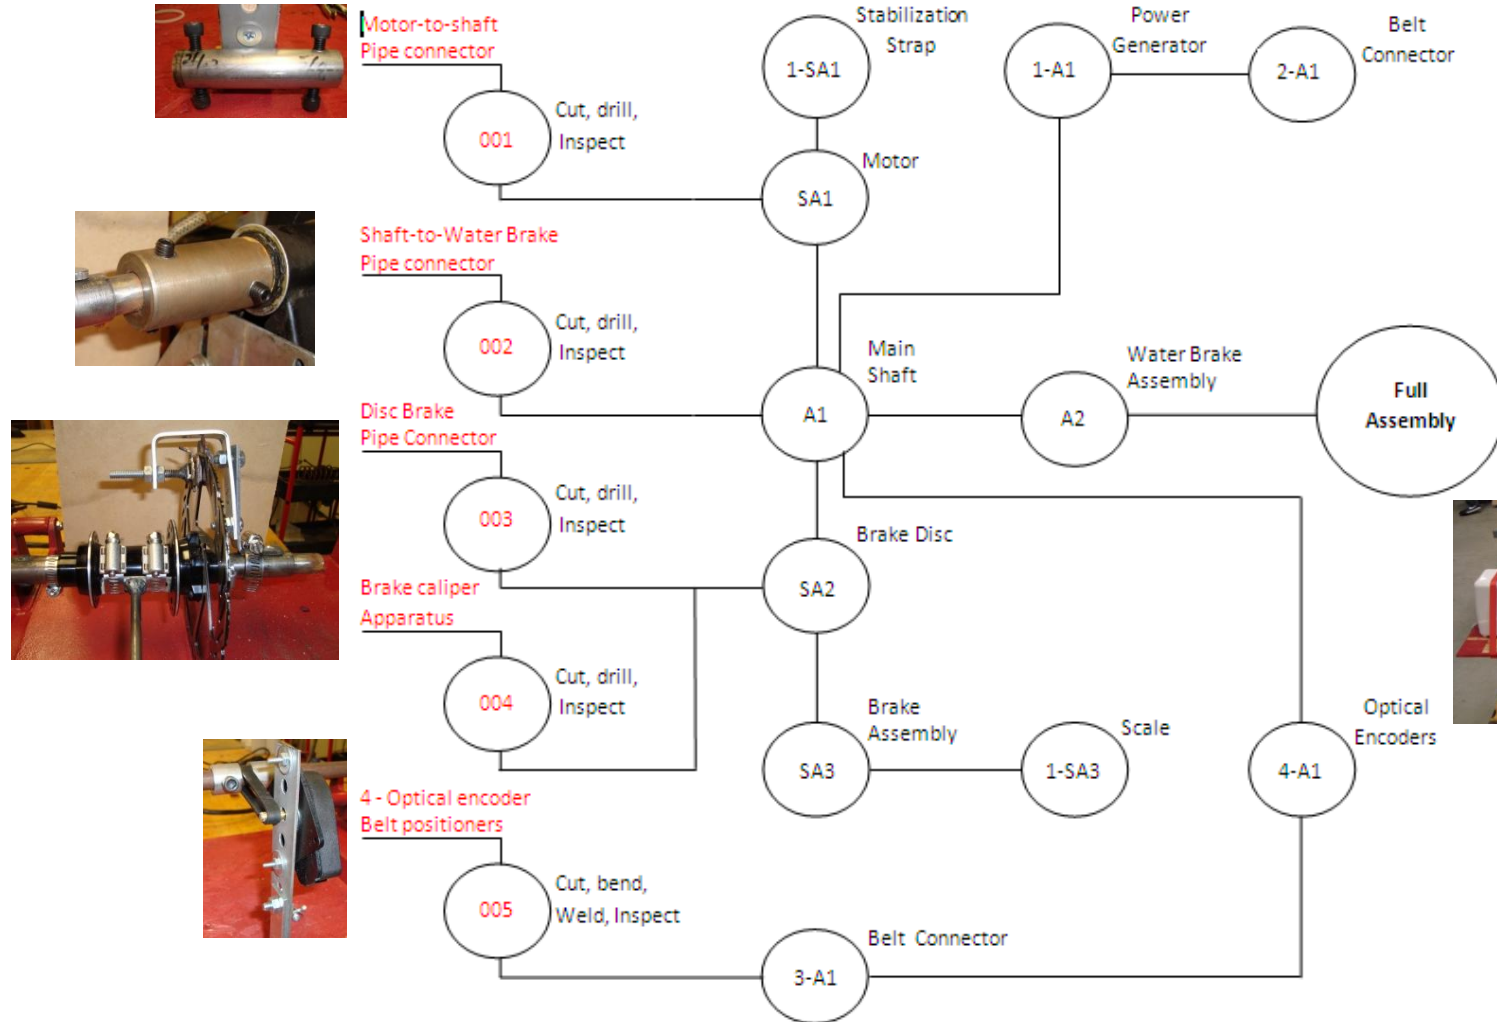 Motor-to-shaft
Pipe connector
001
Cut, drill,
Inspect
Stabilization
Strap
1-SA1
Motor
SA1
Power
Generator
1-A1
Belt
Connector
2-A1
Shaft-to-Water Brake
Pipe connector
002
Cut, drill,
Inspect
Main
Shaft
A1
Water Brake
Assembly
A2
Full
Assembly
Disc Brake
Pipe Connector
003
Cut, drill,
Inspect
Brake Disc
SA2
Brake caliper
Apparatus
004
Cut, drill,
Inspect
Brake
Assembly
SA3
Scale
1-SA3
Optical
Encoders
4-A1
4 - Optical encoder
Belt positioners
005
Cut, bend,
Weld, Inspect
Belt Connector
3-A1